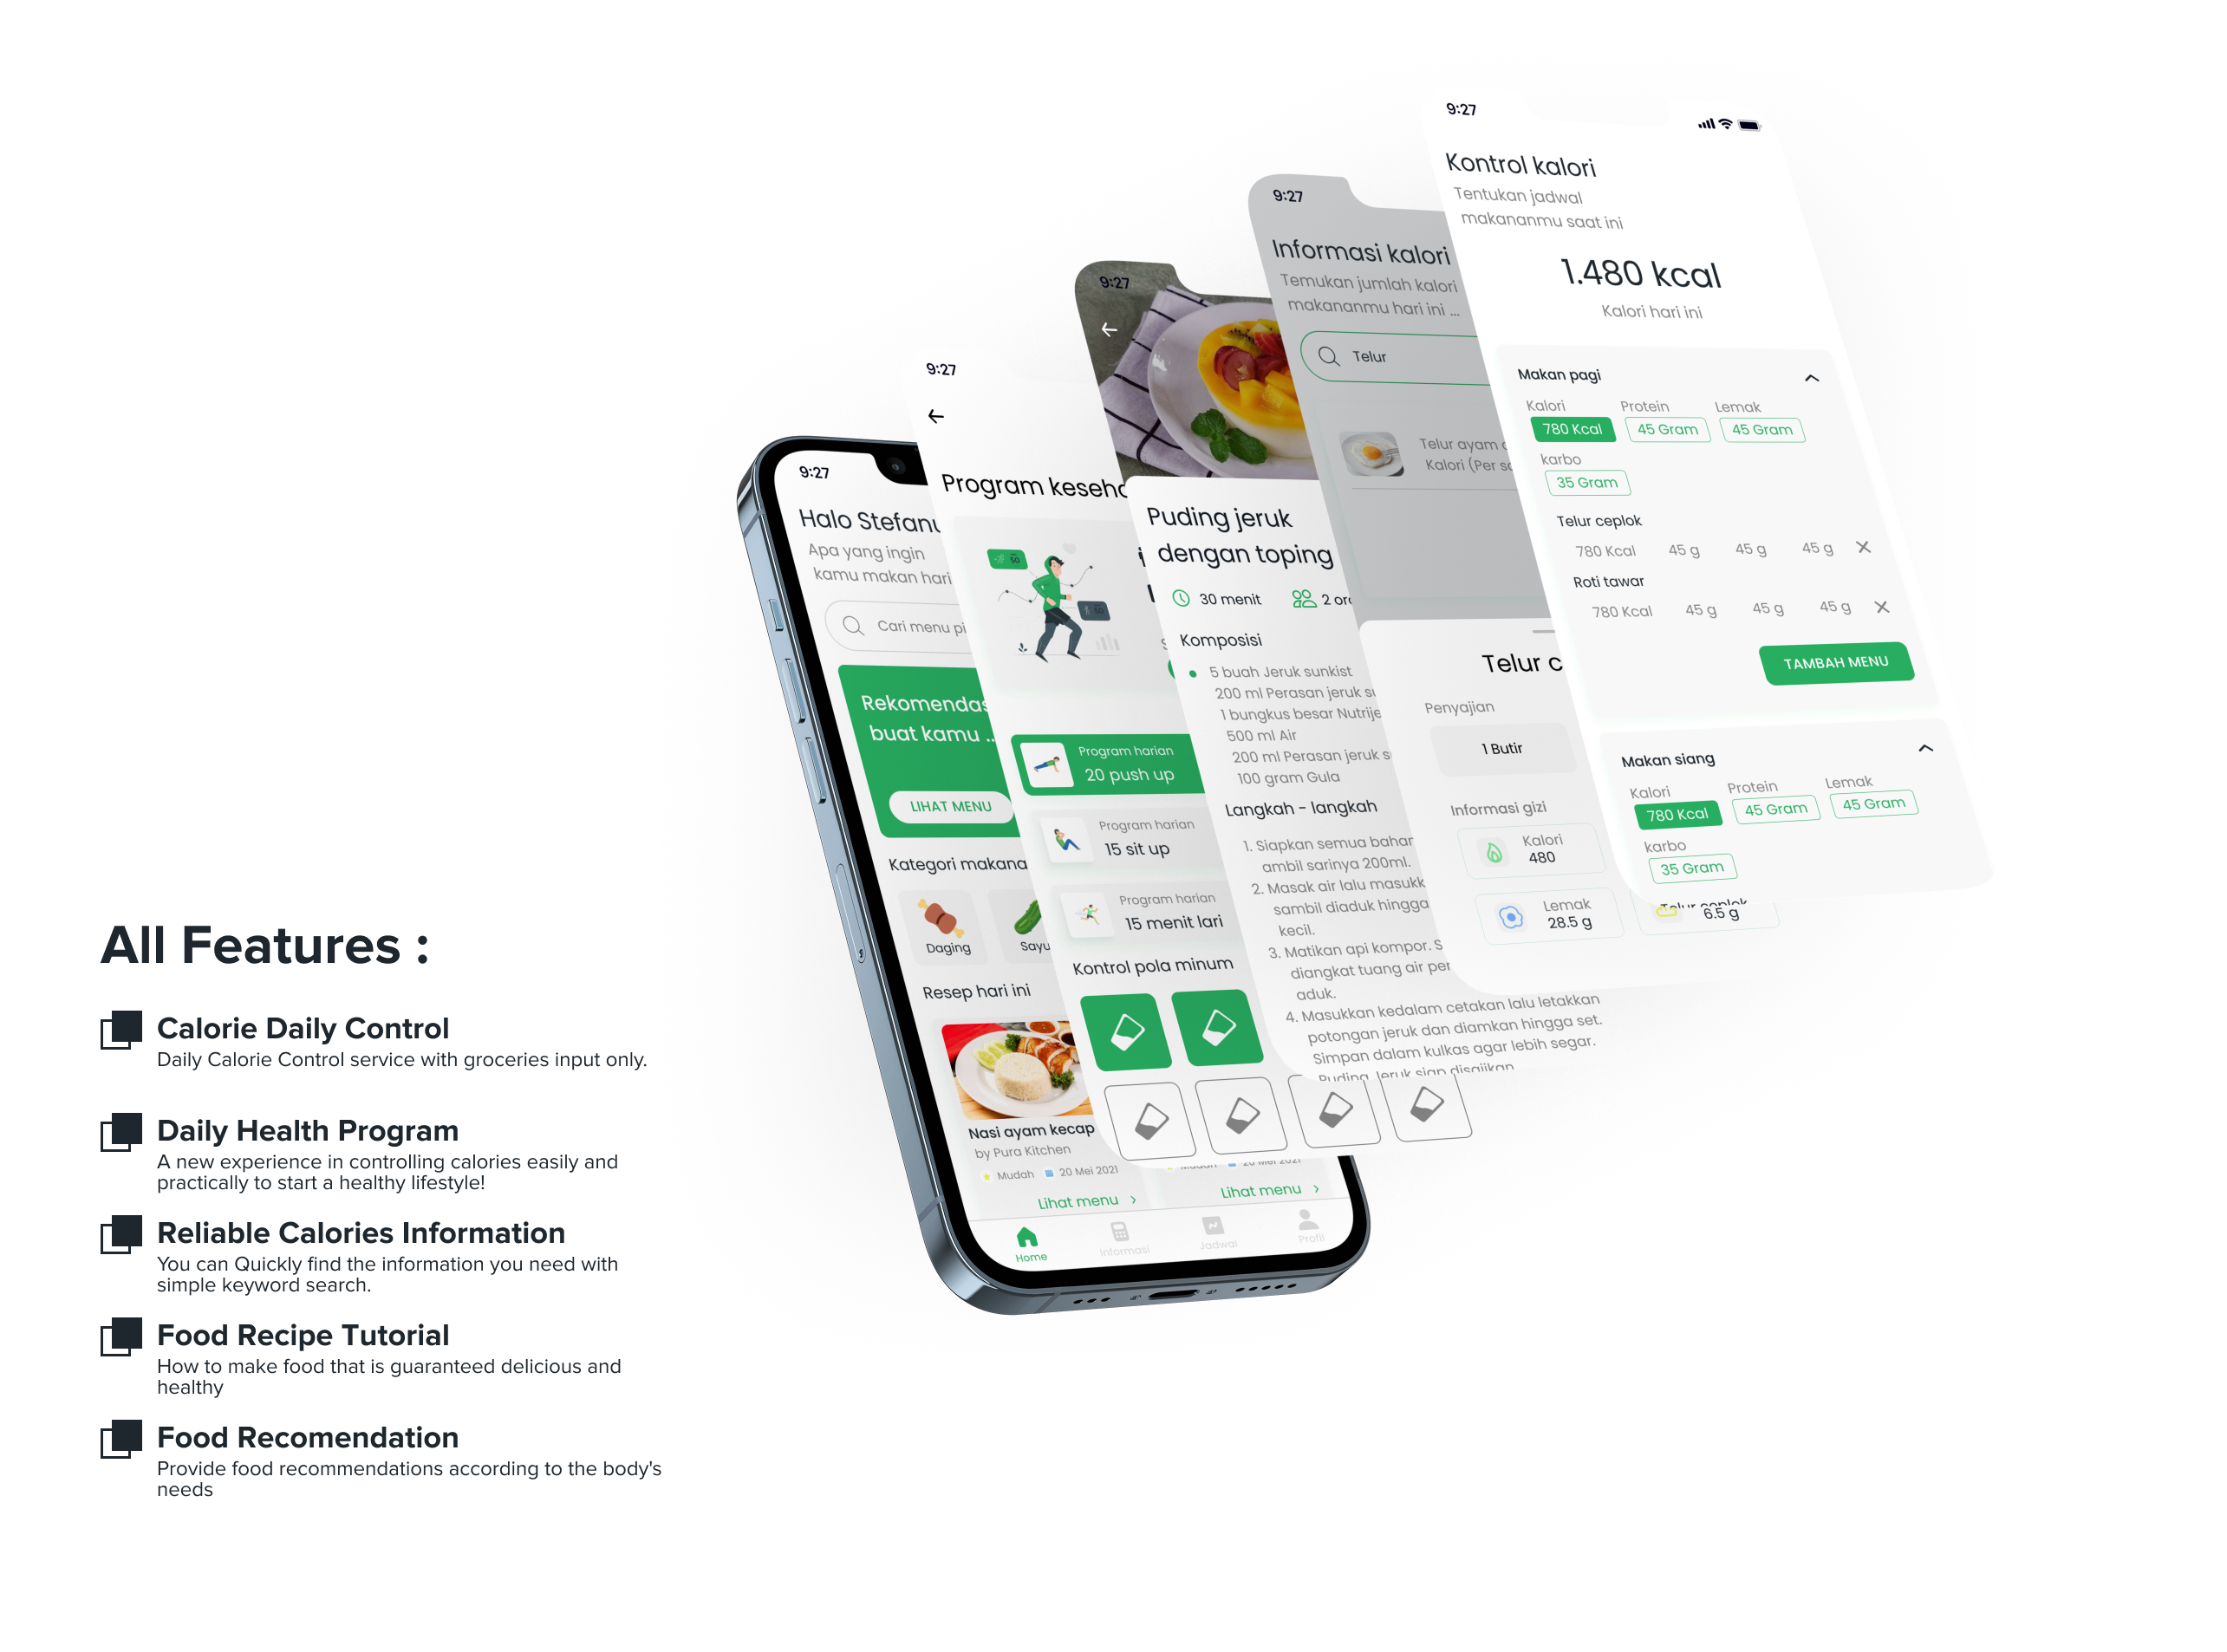 All Features :
Calorie Daily Control
Daily Calorie Control service with groceries input only.
Daily Health Program
A new experience in controlling calories easily and
practically to start a healthy lifestyle!
Reliable Calories Information
You can Quickly find the information you need with
simple keyword search.
Food Recipe Tutorial
How to make food that is guaranteed delicious and
healthy
Food Recomendation
Provide food recommendations according to the body's
needs
9:27
Halo
Apa yang ingin
kamu makan hari
Cari menu
buat kamu ..
LIHAT MENU
Kategori
Daging
Resep hari ini
Nasi ayam kecap
by Pura Kitchen
Mudah
20 Mei 2021
Lihat menu
Lihat menu
Home
Informasi
Jadwal
Profil
9:27
Program
Program harian
20 push up
Program harian
15 sit up
Program harian
15 menit lari
Kontrol pola minum
9:27
Puding jeruk
dengan toping
30 menit
2
Komposisi
5 buah Jeruk sunkist
200 ml Perasan jeruk
1 bungkus besar
500 ml Air
200 ml Perasan jeruk
100 gram Gula
Langkah - langkah
1. Siapkan semua
ambil sarinya 200ml.
2. Masak air lalu
sambil diaduk hingga
kecil.
3. Matikan api kompor.
diangkat tuang air
aduk.
4. Masukkan kedalam cetakan lalu letakkan
potongan jeruk dan diamkan hingga set.
Simpan dalam kulkas agar lebih segar.
Puding Jeruk siap disajikan
9:27
Informasi kalori
Temukan jumlah kalori
makananmu hari ini ...
Telur
Telur ayam
Kalori (Per
Telur
Penyajian
1 Butir
Informasi gizi
Kalori
480
Lemak
28.5 g
6.5 g
9:27
Kontrol kalori
Tentukan jadwal
makananmu saat ini
1.480 kcal
Kalori hari ini
Makan pagi
Kalori Protein Lemak
780 Kcal 45 Gram 45 Gram
karbo
35 Gram
Telur ceplok
780 Kcal 45 g 45 g 45 g
Roti tawar
780 Kcal 45 g 45 g 45 g
TAMBAH MENU
Makan siang
Kalori Protein Lemak
780 Kcal 45 Gram 45 Gram
karbo
35 Gram
Telur ceplok